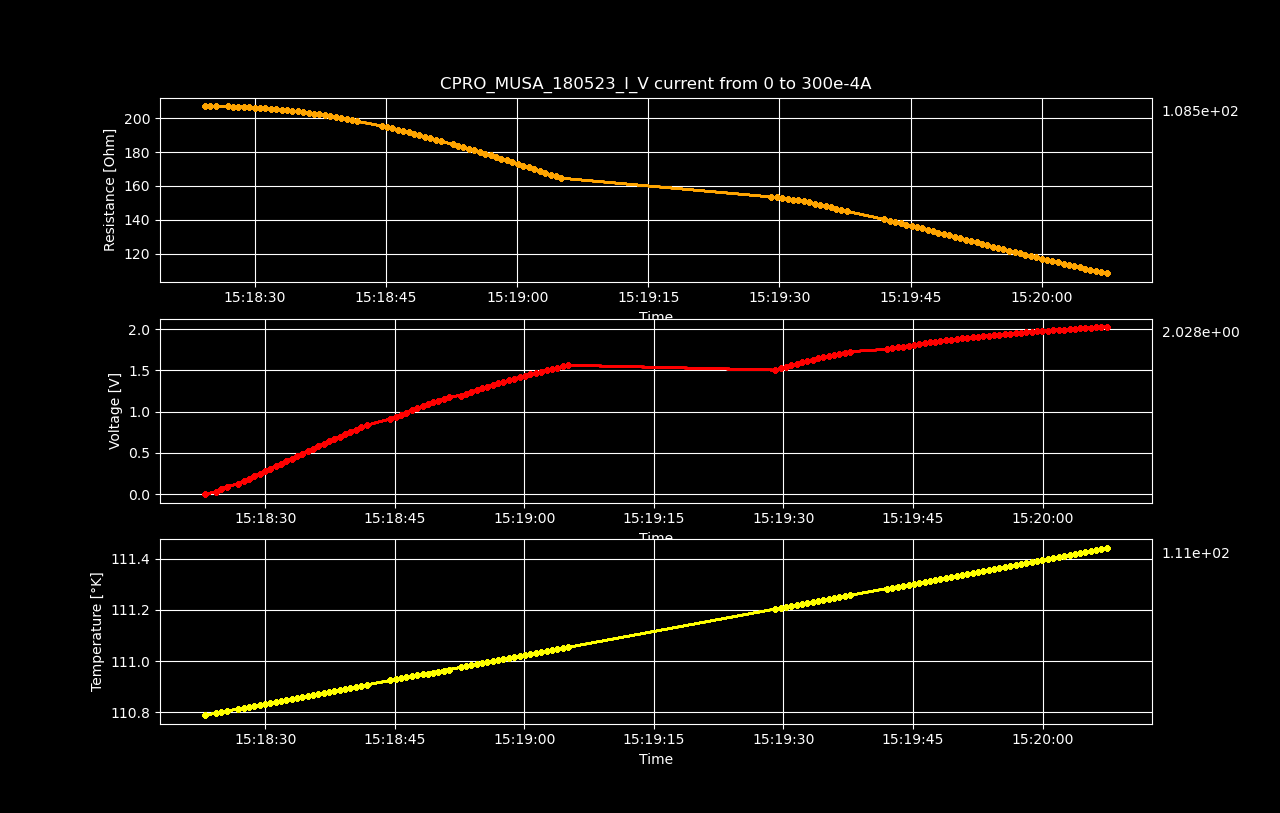 CPRO_MUSA_180523_I_V current from 0 to 300e-4A
1.085e+02
Resistance [Ohm]
200
180
160
140
120
15:18:30 15:18:45 15:19:00 15:19:15 15:19:30 15:19:45 15:20:00
Time
2.028e+00
Voltage [V]
2.0
1.5
1.0
0.5
0.0
15:18:30 15:18:45 15:19:00 15:19:15 15:19:30 15:19:45 15:20:00
Time
1.11e+02
Temperature [°K]
111.4
111.2
111.0
110.8
15:18:30 15:18:45 15:19:00 15:19:15 15:19:30 15:19:45 15:20:00
Time